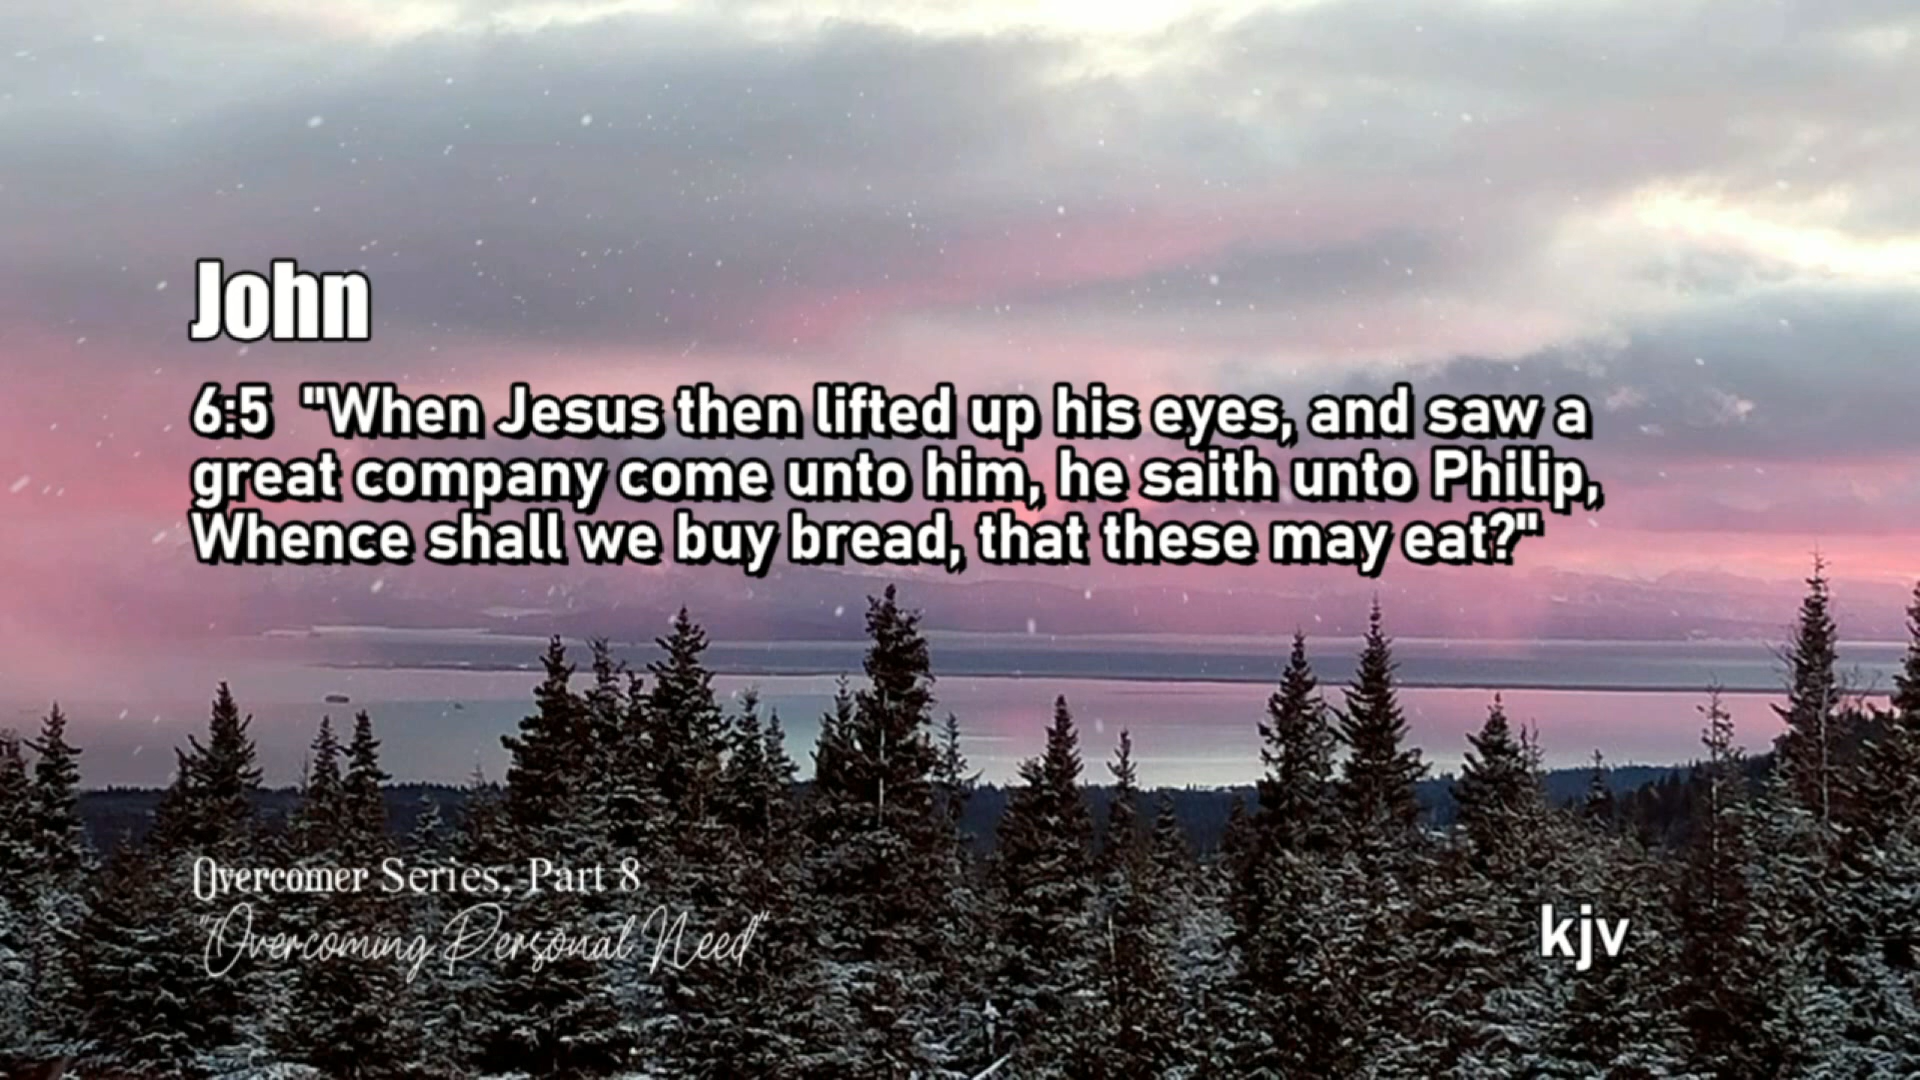 John
6:5 "When Jesus then lifted up his eyes, and saw a
great company come unto him, he saith unto Philip,
Whence shall we buy bread, that these may eat?"
Overcomer Series, Part 8
"Overcoming Personal Need"
kjv